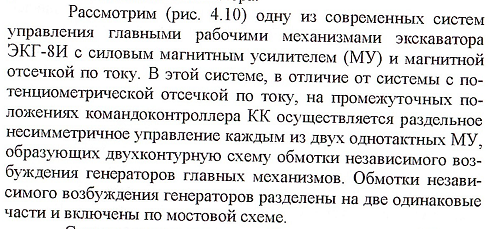 Рассмотрим (рис. 4.10) одну из современных систем
управления главными рабочими механизмами экскаватора
ЭКГ-8И с силовым магнитным усилителем (МУ) и магнитной
отсечкой по току. В этой системе, в отличие от системы с по-
тенциометрической отсечкой по току, на промежуточных по-
ложениях командоконтроллера КК осуществляется раздельное
несимметричное управление каждым из двух однотактных МУ,
образующих двухконтурную схему обмотки независимого воз-
буждения генераторов главных механизмов. Обмотки незави-
симого возбуждения генераторов разделены на две одинаковые
части и включены по мостовой схеме.